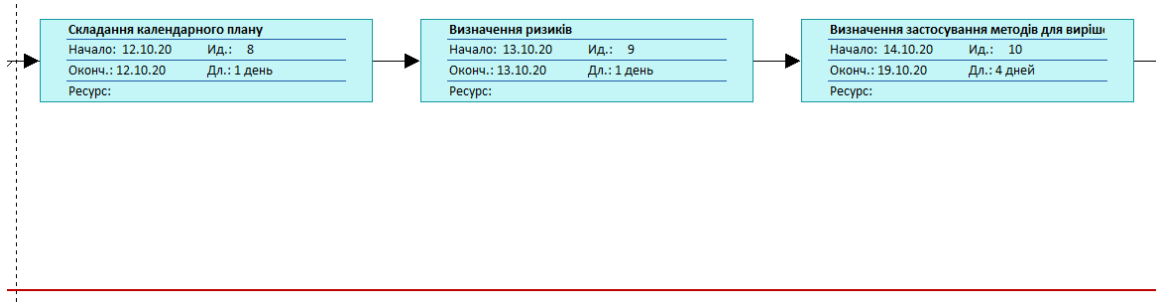 Складання календарного плану
Начало: 12.10.20 Ид.: 8
Оконч.: 12.10.20 Дл.: 1 день
Ресурс:
Визначення ризиків
Начало: 13.10.20 Ид.: 9
Оконч.: 13.10.20 Дл.: 1 день
Ресурс:
Визначення застосування методів для
Начало: 14.10.20 Ид.: 10
Оконч.: 19.10.20 Дл.: 4 дней
Ресурс: